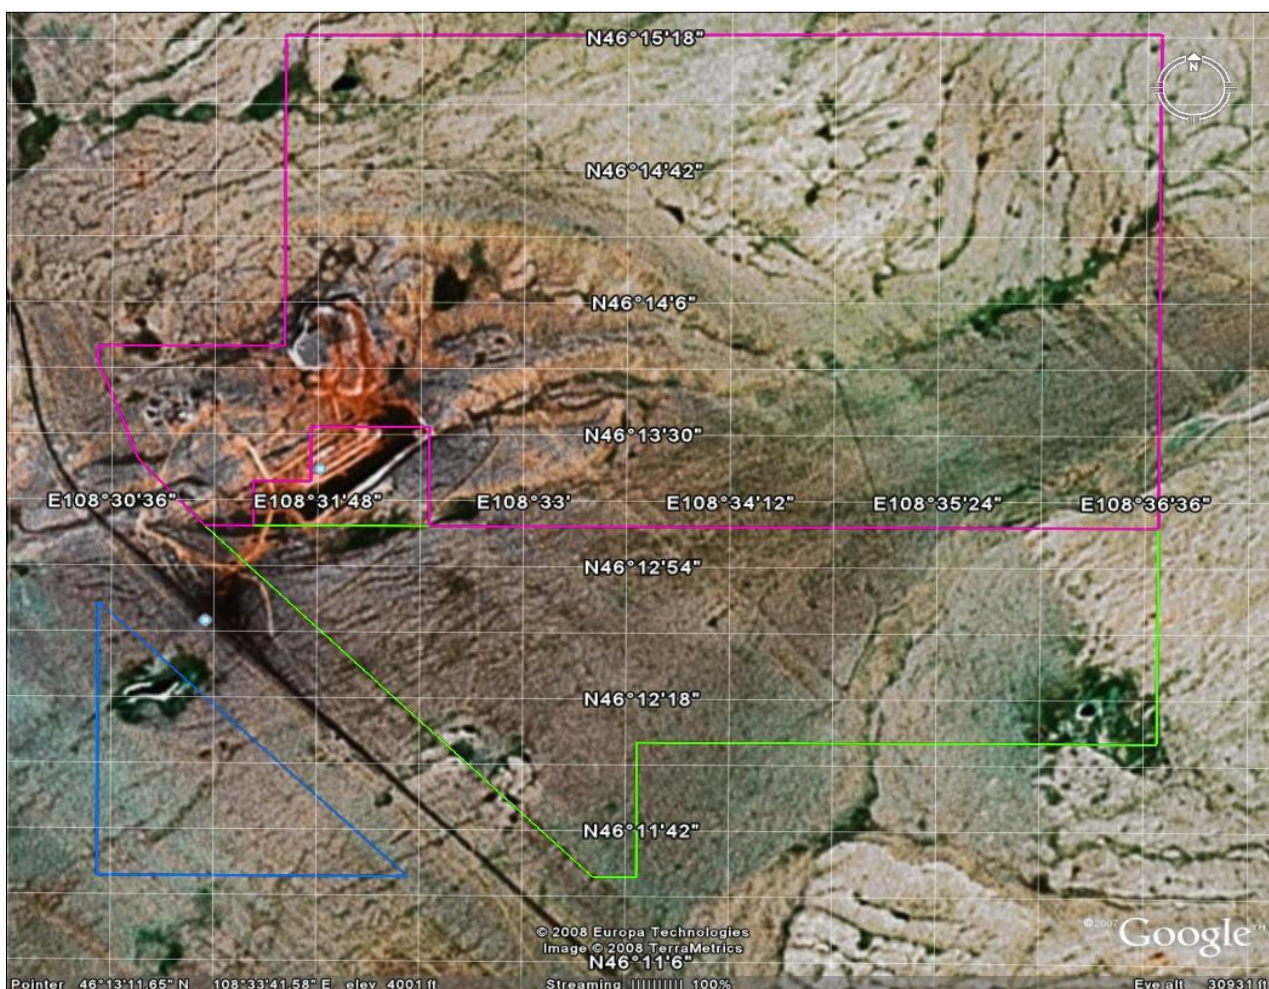 N46°15'18"
N
N46°14'42"
N46°14'6"
N46°13'30"
E108°30'36" E108°31'48" E108°33' E108°34'12" E108°35'24" E108°36'36"
N46°12'54"
N46°12'18"
N46°11'42"
© 2008 Europa Technologies
Image © 2008 TerraMetrics
©2007 Google™
N46°11'6"
Pointer 46°13'11.65" N 108°33'41.58" E elev 4001 ft Streaming |||||||||| 100% Eye alt 30931 ft